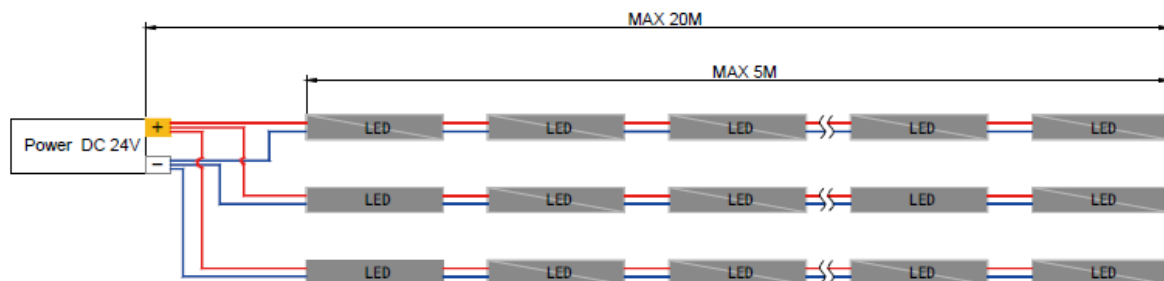 MAX 20M
MAX 5M
+
LED LED LED LED LED
Power DC 24V
−
LED LED LED LED LED
LED LED LED LED LED